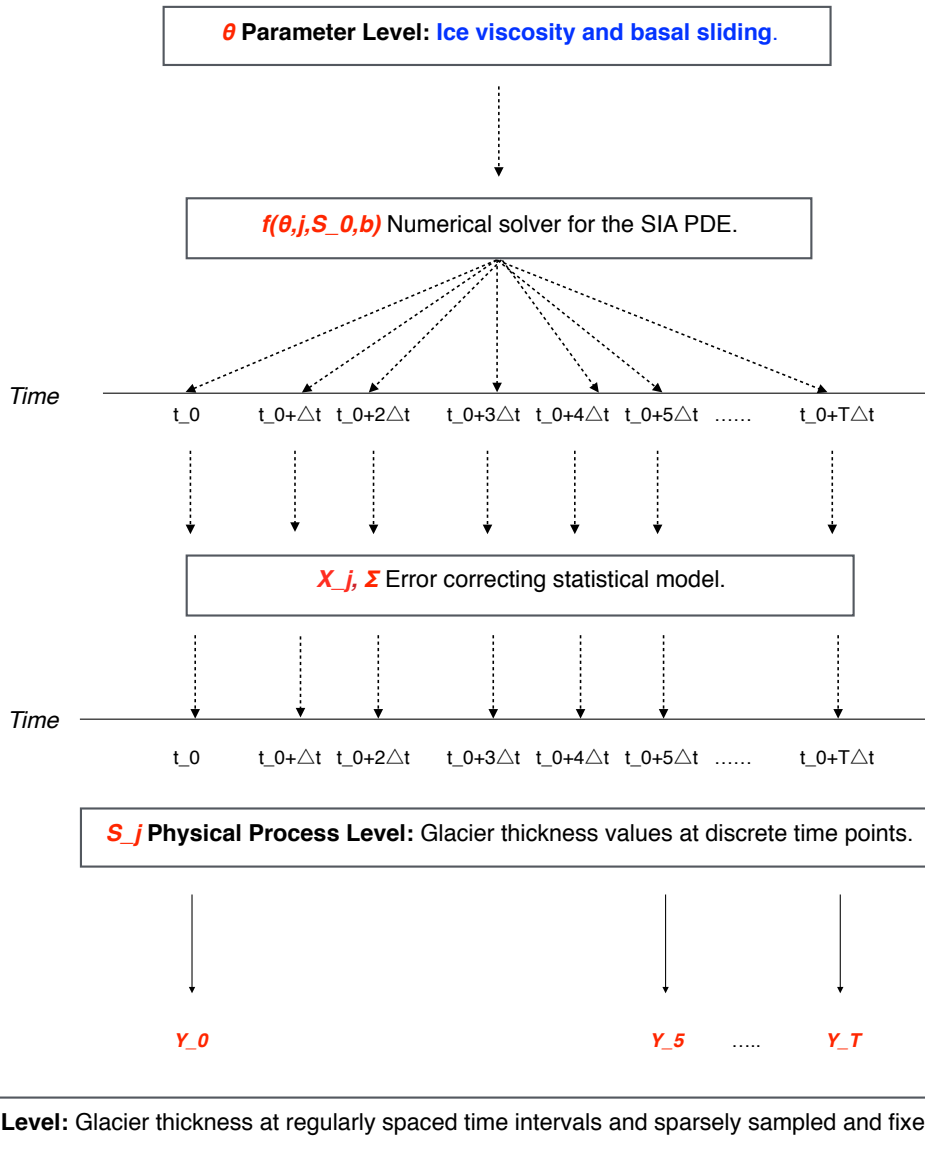 θ Parameter Level: Ice viscosity and basal sliding.
f(θ,j,S_0,b) Numerical solver for the SIA PDE.
Time
t_0 t_0+△t t_0+2△t t_0+3△t t_0+4△t t_0+5△t ...... t_0+T△t
X_j, Σ Error correcting statistical model.
Time
t_0 t_0+△t t_0+2△t t_0+3△t t_0+4△t t_0+5△t ...... t_0+T△t
S_j Physical Process Level: Glacier thickness values at discrete time points.
Y_0 Y_5 ..... Y_T
Level: Glacier thickness at regularly spaced time intervals and sparsely sampled and fixe